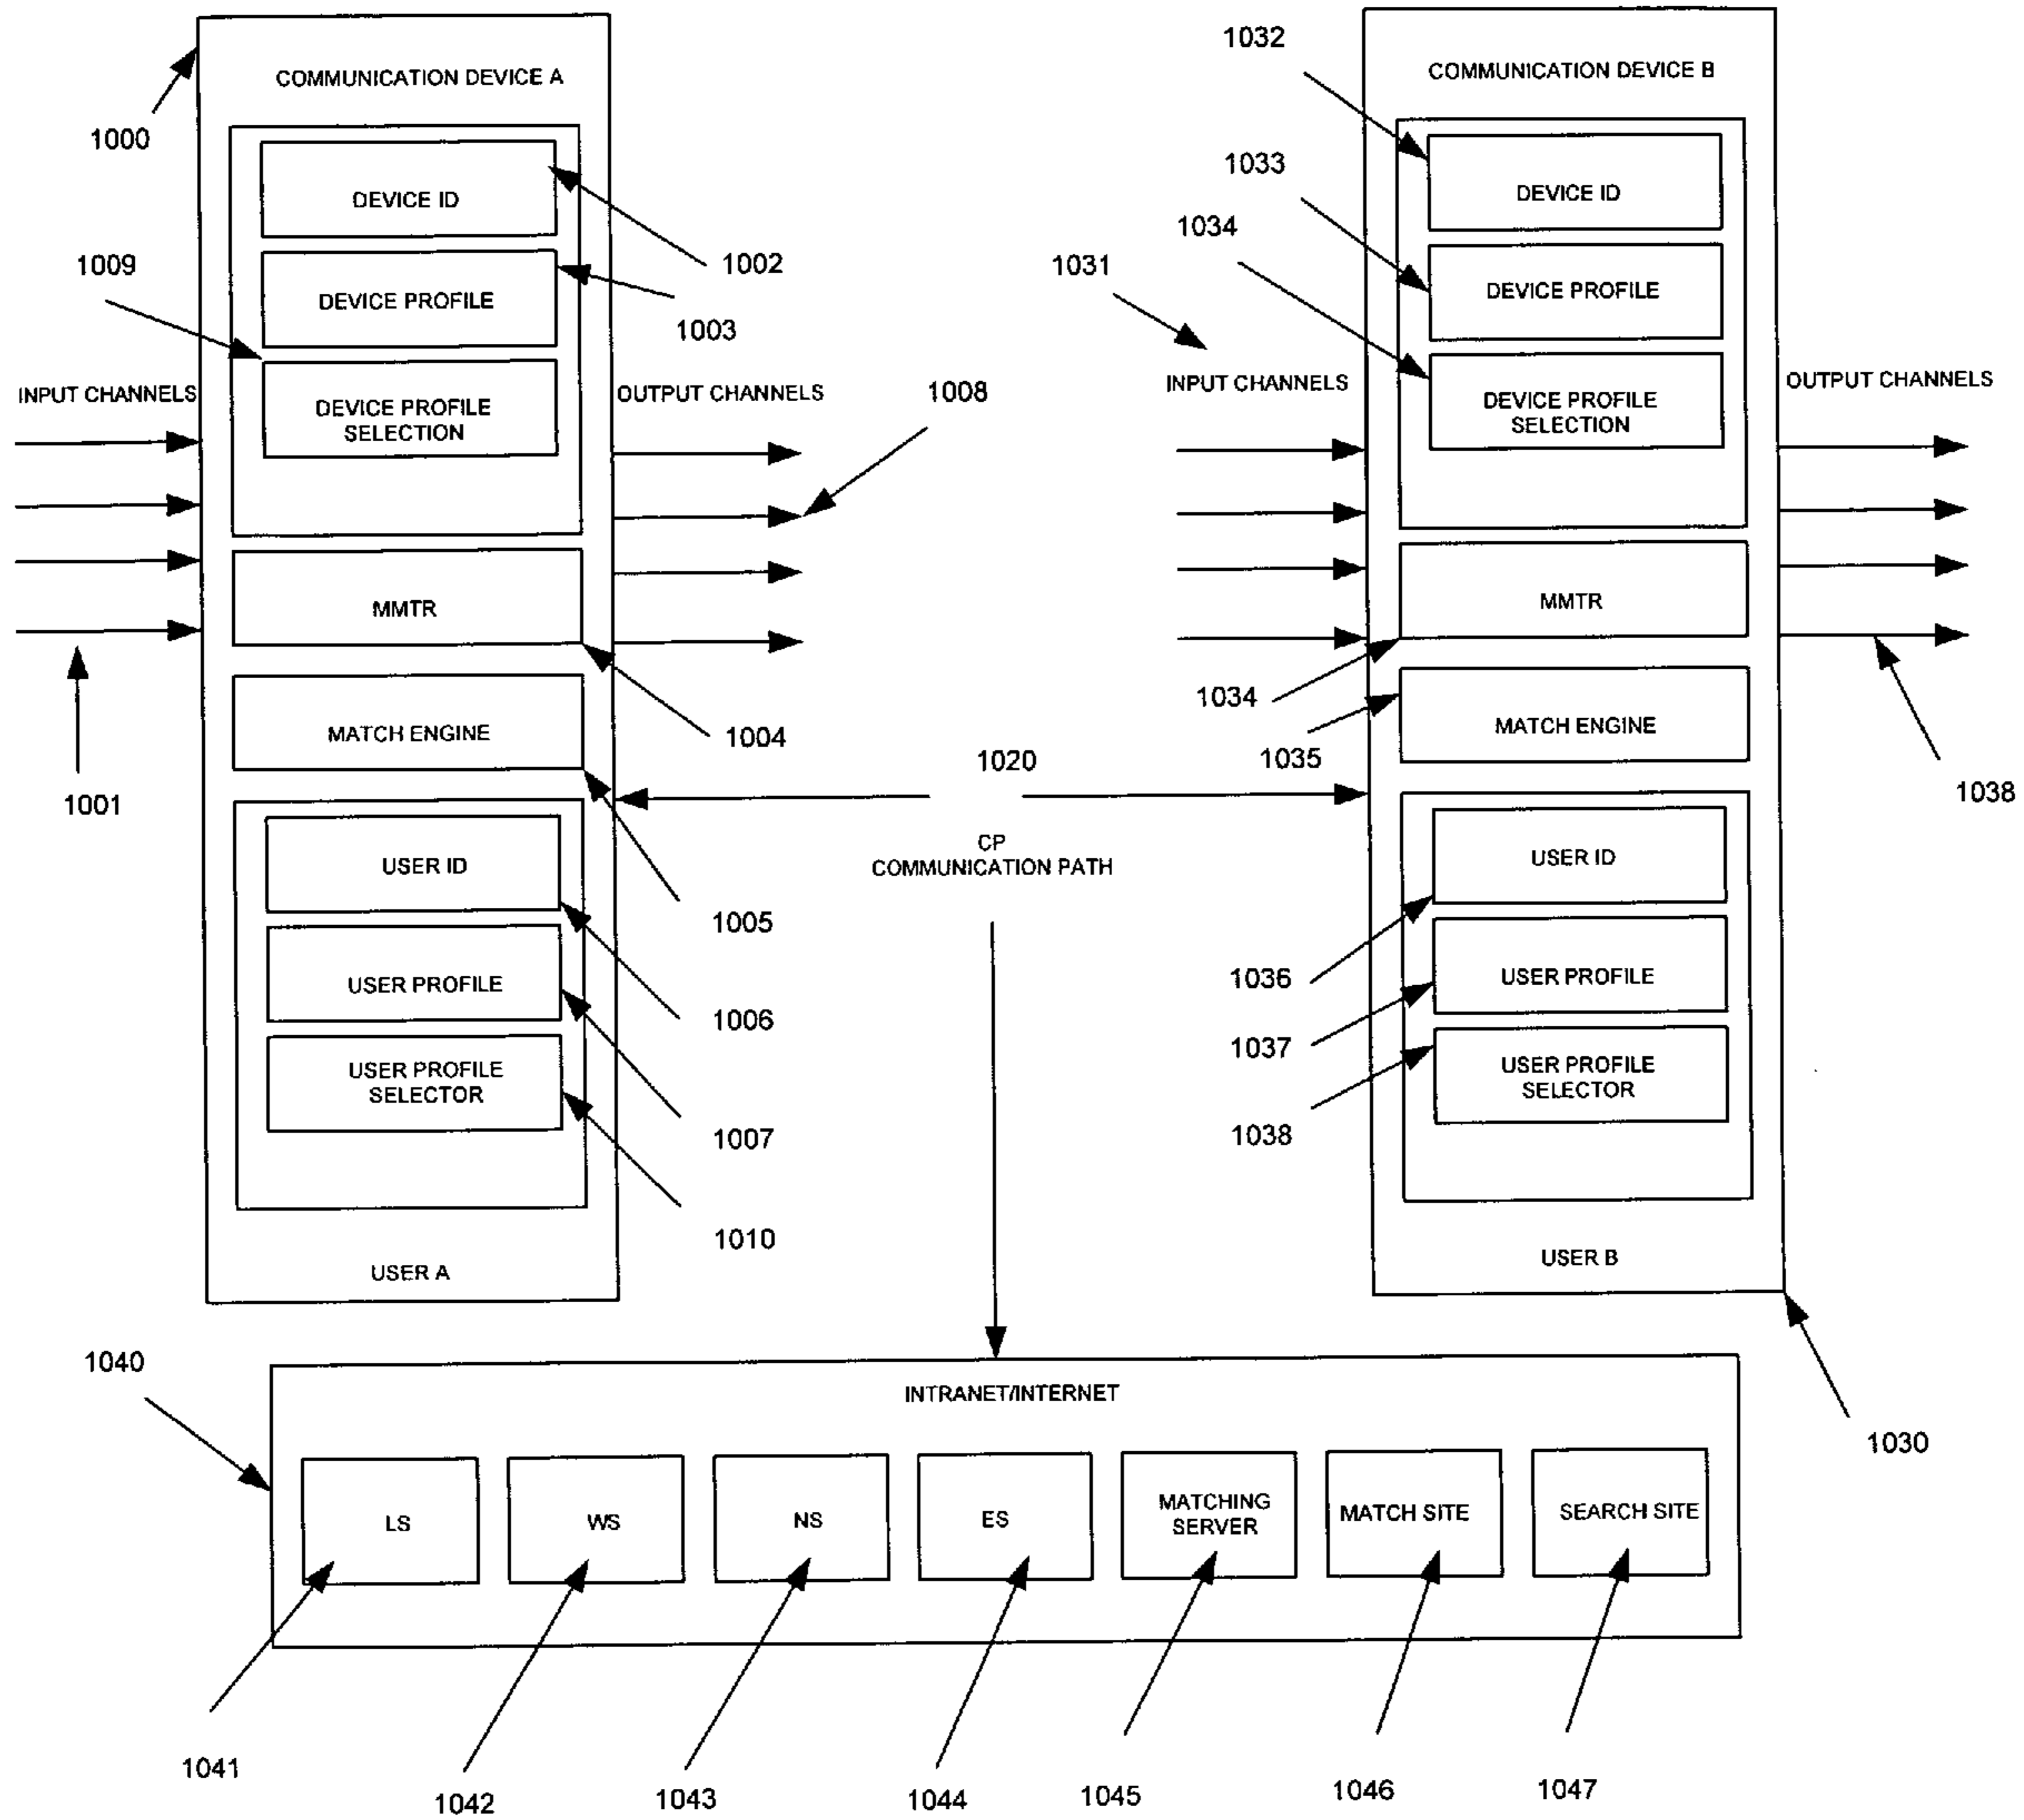 COMMUNICATION DEVICE A
1000
DEVICE ID
1002
DEVICE PROFILE
1003
1009
DEVICE PROFILE
SELECTION
INPUT CHANNELS
OUTPUT CHANNELS
1008
1001
MMTR
1004
MATCH ENGINE
1005
USER ID
1006
USER PROFILE
1007
USER PROFILE
SELECTOR
1010
USER A
1020
CP
COMMUNICATION PATH
COMMUNICATION DEVICE B
1032
DEVICE ID
1033
DEVICE PROFILE
1034
DEVICE PROFILE
SELECTION
1031
INPUT CHANNELS
OUTPUT CHANNELS
MMTR
1034
MATCH ENGINE
1035
1038
USER ID
1036
USER PROFILE
1037
USER PROFILE
SELECTOR
1038
USER B
1030
1040
INTRANET/INTERNET
LS
WS
NS
ES
MATCHING
SERVER
MATCH SITE
SEARCH SITE
1041
1042
1043
1044
1045
1046
1047